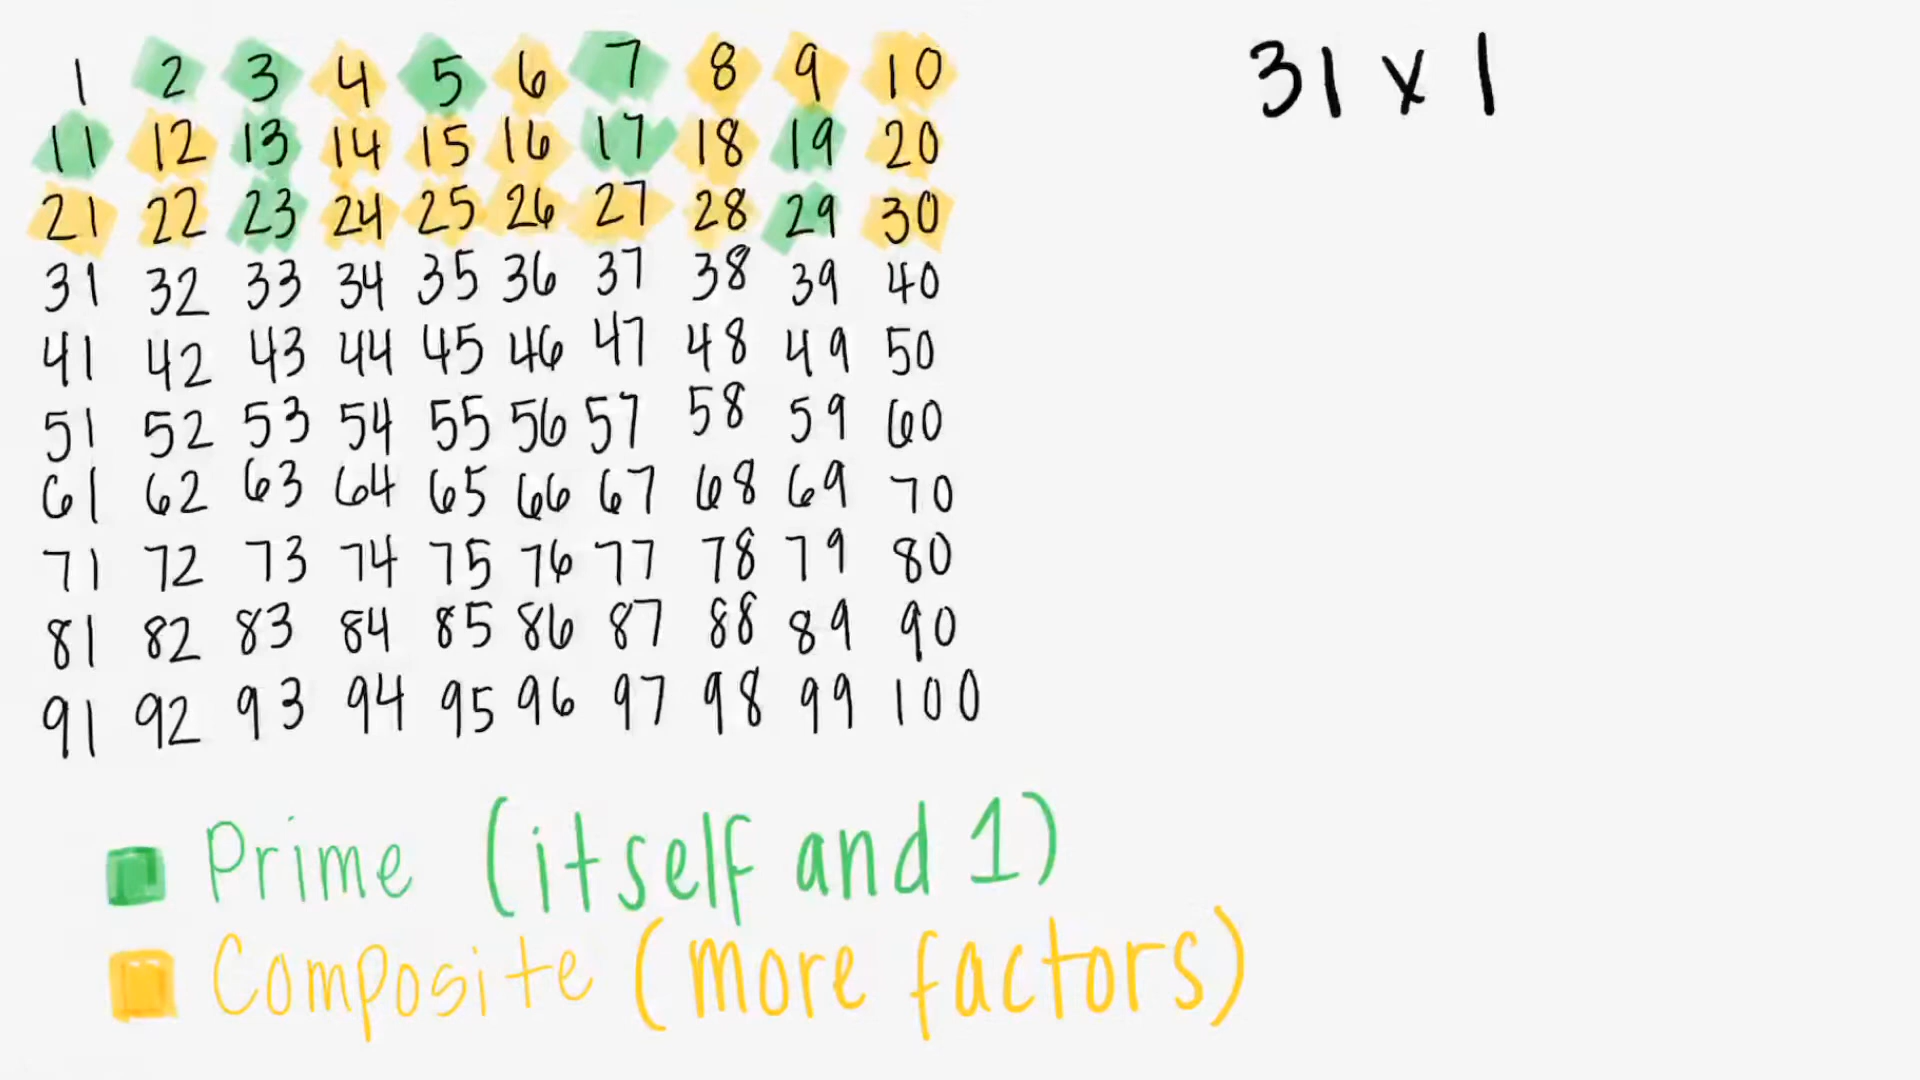 1 2 3 4 5 6 7 8 9 10
11 12 13 14 15 16 17 18 19 20
21 22 23 24 25 26 27 28 29 30
31 32 33 34 35 36 37 38 39 40
41 42 43 44 45 46 47 48 49 50
51 52 53 54 55 56 57 58 59 60
61 62 63 64 65 66 67 68 69 70
71 72 73 74 75 76 77 78 79 80
81 82 83 84 85 86 87 88 89 90
91 92 93 94 95 96 97 98 99 100
31 x 1
Prime (itself and 1)
Composite (more factors)